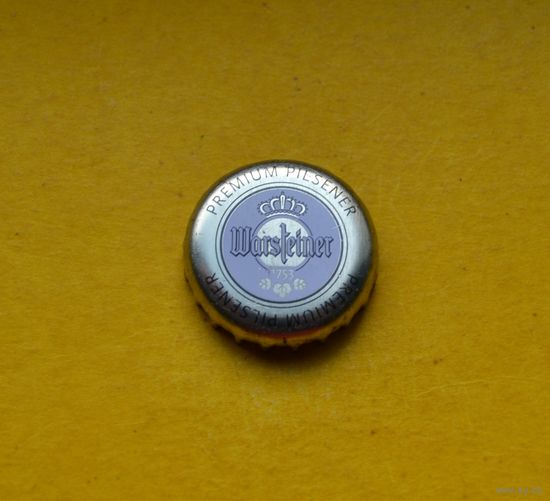 PREMIUM PILSENER
Warsteiner
1753
PREMIUM PILSENER